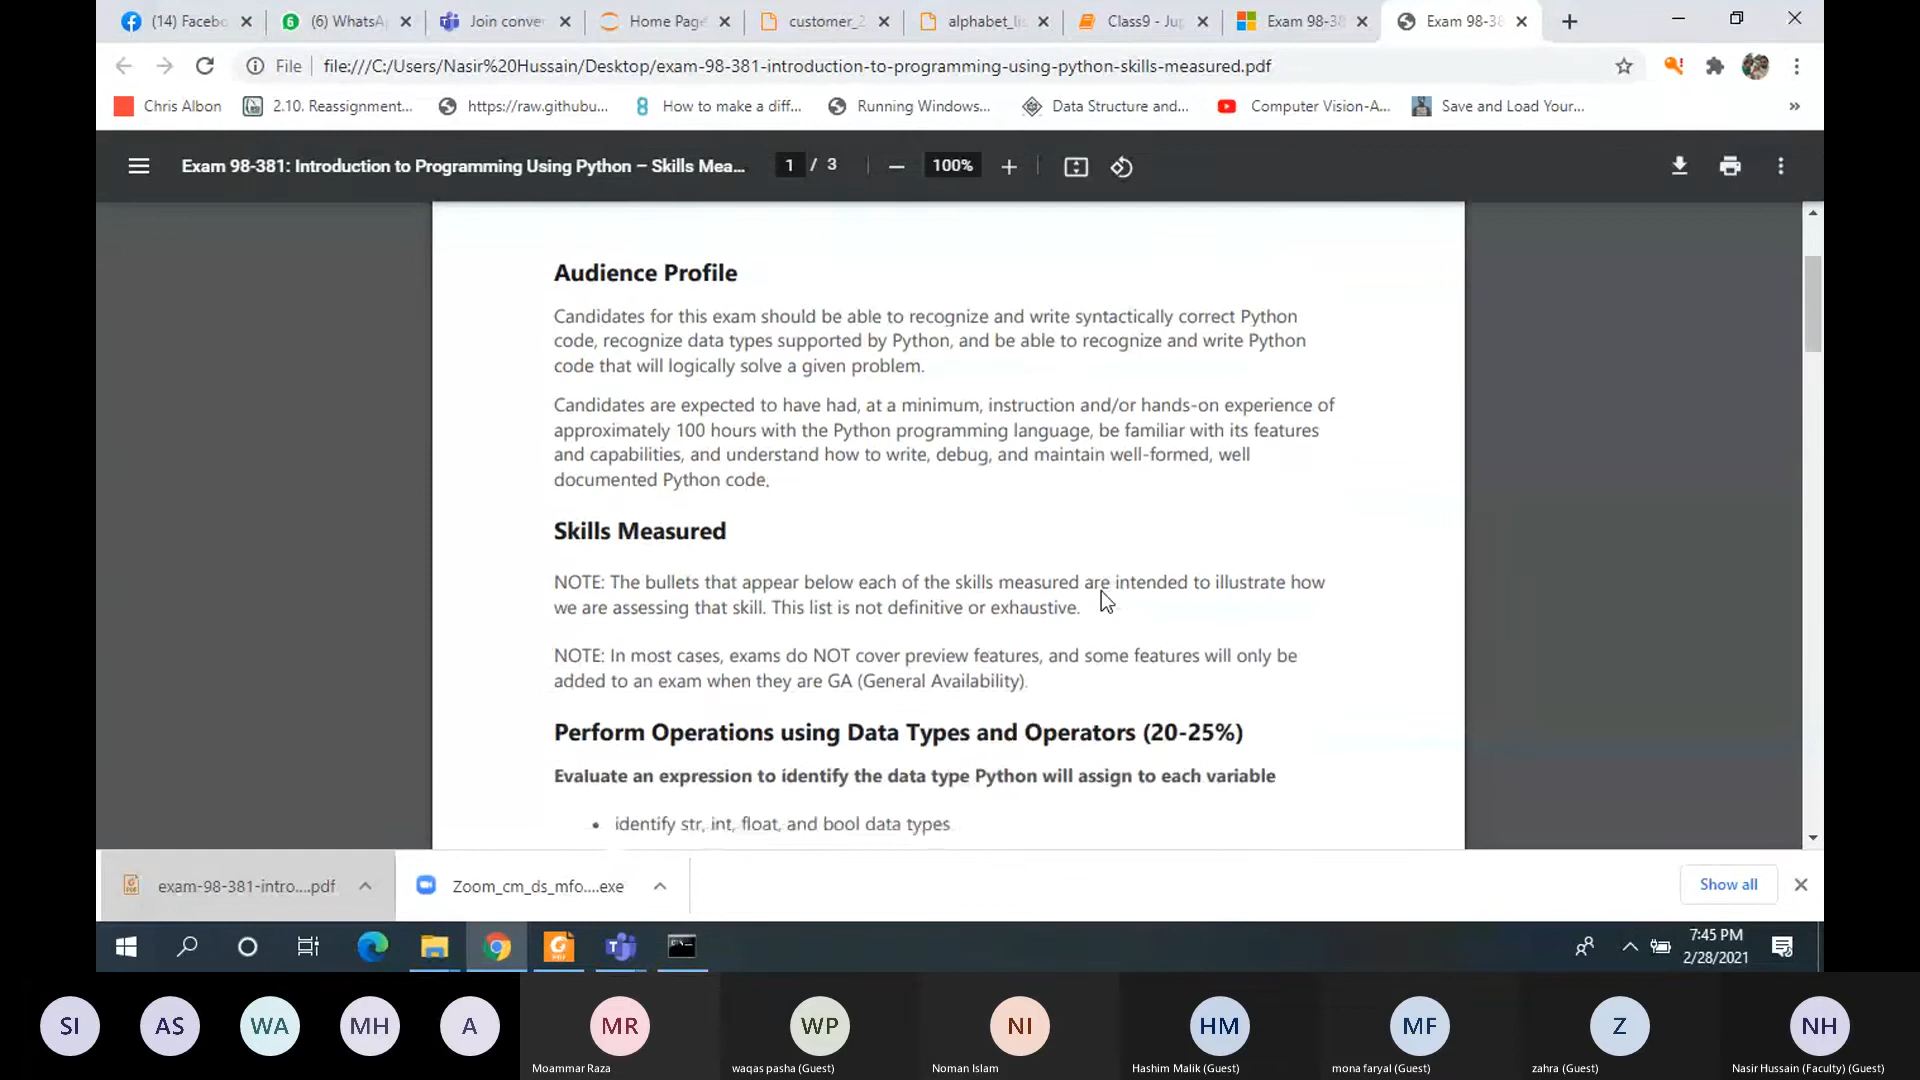 (14) Facebo
(6) WhatsA
Join conve
Home Page
customer_2
alphabet_li
Class9 - Ju
Exam 98-38
Exam 98-38
File
file:///C:/Users/Nasir%20Hussain/Desktop/exam-98-381-introduction-to-programming-using-python-skills-measured.pdf
Chris Albon
2.10. Reassignment...
https://raw.githubu...
How to make a diff...
Running Windows...
Data Structure and...
Computer Vision-A...
Save and Load Your...
»
Exam 98-381: Introduction to Programming Using Python – Skills Mea...
1 / 3
100%
Audience Profile
Candidates for this exam should be able to recognize and write syntactically correct Python
code, recognize data types supported by Python, and be able to recognize and write Python
code that will logically solve a given problem.
Candidates are expected to have had, at a minimum, instruction and/or hands-on experience of
approximately 100 hours with the Python programming language, be familiar with its features
and capabilities, and understand how to write, debug, and maintain well-formed, well
documented Python code.
Skills Measured
NOTE: The bullets that appear below each of the skills measured are intended to illustrate how
we are assessing that skill. This list is not definitive or exhaustive.
NOTE: In most cases, exams do NOT cover preview features, and some features will only be
added to an exam when they are GA (General Availability).
Perform Operations using Data Types and Operators (20-25%)
Evaluate an expression to identify the data type Python will assign to each variable
• identify str, int, float, and bool data types
exam-98-381-intro....pdf
Zoom_cm_ds_mfo....exe
Show all
7:45 PM
2/28/2021
SI
AS
WA
MH
A
MR
WP
NI
HM
MF
Z
NH
Moammar Raza
waqas pasha (Guest)
Noman Islam
Hashim Malik (Guest)
mona faryal (Guest)
zahra (Guest)
Nasir Hussain (Faculty) (Guest)